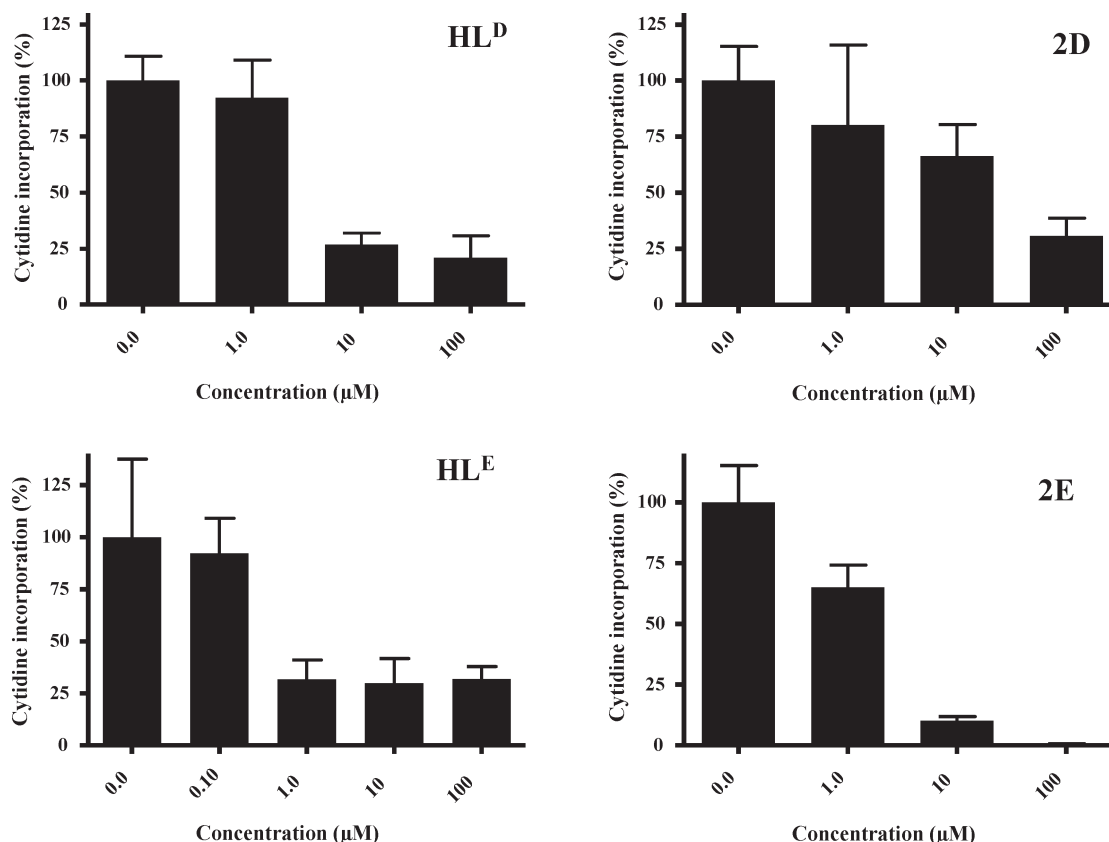 HL^D
Cytidine incorporation (%)
125
100
75
50
25
0
0.0 1.0 10 100
Concentration (µM)
2D
Cytidine incorporation (%)
125
100
75
50
25
0
0.0 1.0 10 100
Concentration (µM)
HL^E
Cytidine incorporation (%)
125
100
75
50
25
0
0.0 0.10 1.0 10 100
Concentration (µM)
2E
Cytidine incorporation (%)
100
75
50
25
0
0.0 1.0 10 100
Concentration (µM)